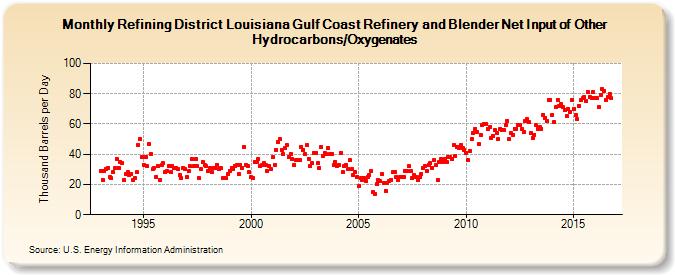 Monthly Refining District Louisiana Gulf Coast Refinery and Blender Net Input of Other
Hydrocarbons/Oxygenates
Thousand Barrels per Day
100
80
60
40
20
0
1995
2000
2005
2010
2015
Source: U.S. Energy Information Administration